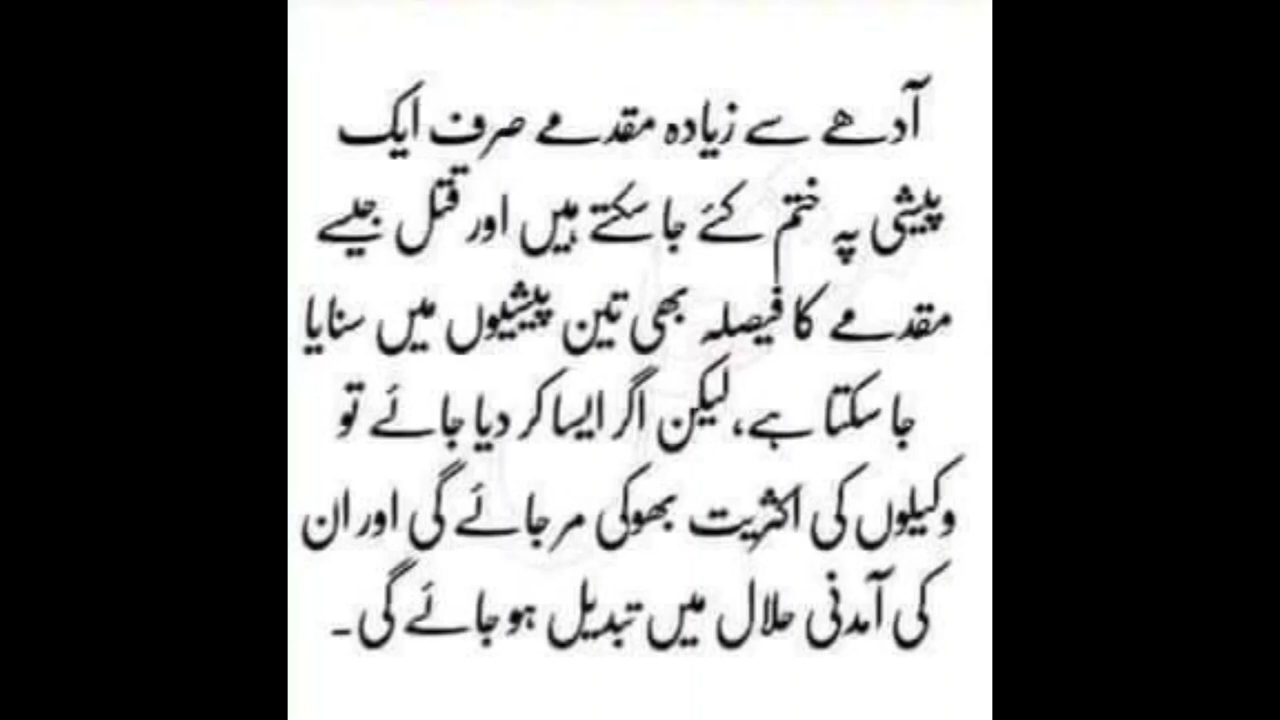 آدھے سے زیادہ مقدمے صرف ایک
پیشی پہ ختم کئے جا سکتے ہیں اور قتل جیسے
مقدمے کا فیصلہ بھی تین پیشیوں میں سنایا
جا سکتا ہے، لیکن اگر ایسا کر دیا جائے تو
وکیلوں کی اکثریت بھوکی مر جائے گی اور ان
کی آمدنی حلال میں تبدیل ہو جائے گی۔